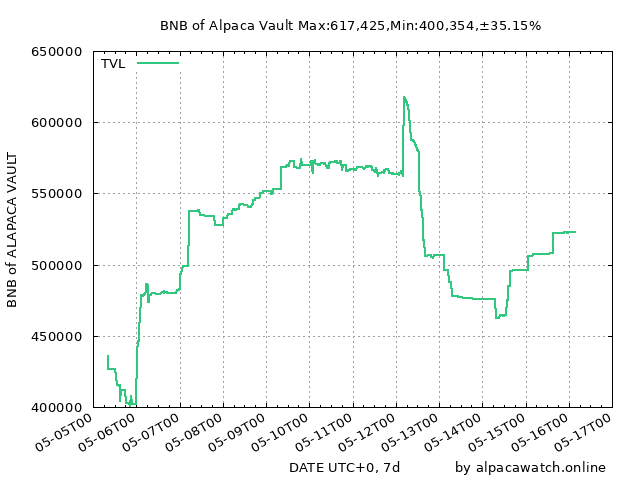 BNB of Alpaca Vault Max:617,425,Min:400,354,±35.15%
TVL
650000
600000
550000
500000
450000
400000
BNB of ALAPACA VAULT
05-05T00
05-06T00
05-07T00
05-08T00
05-09T00
05-10T00
05-11T00
05-12T00
05-13T00
05-14T00
05-15T00
05-16T00
05-17T00
DATE UTC+0, 7d
by alpacawatch.online